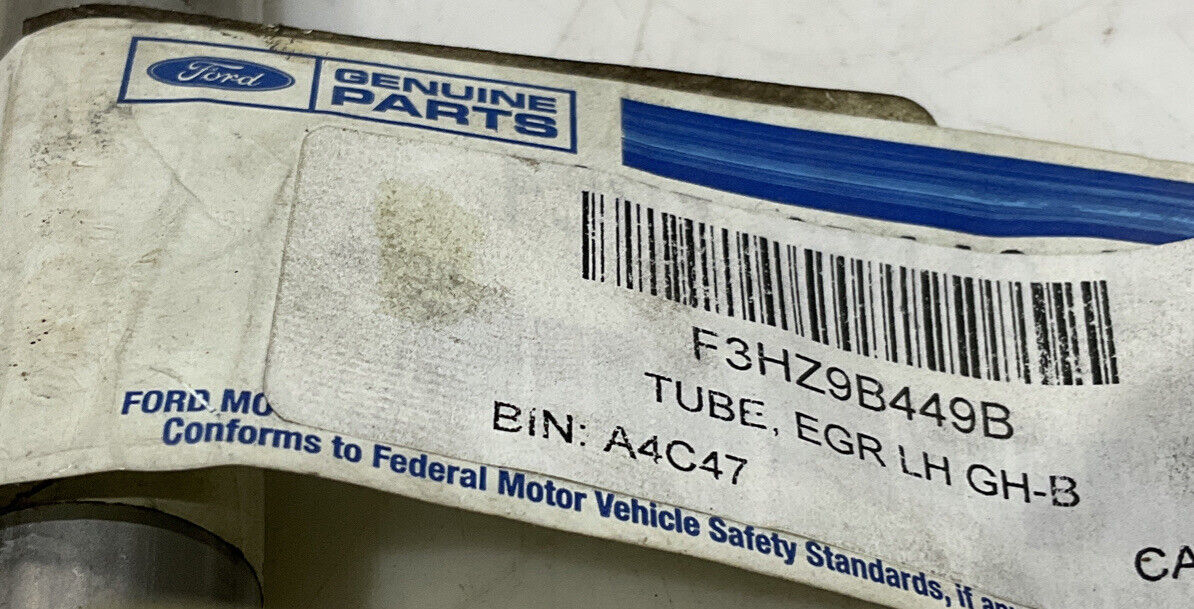 Ford
GENUINE
PARTS
F3HZ9B449B
TUBE, EGR LH GH-B
BIN: A4C47
CA
FORD MO
Conforms to Federal Motor Vehicle Safety Standards, if